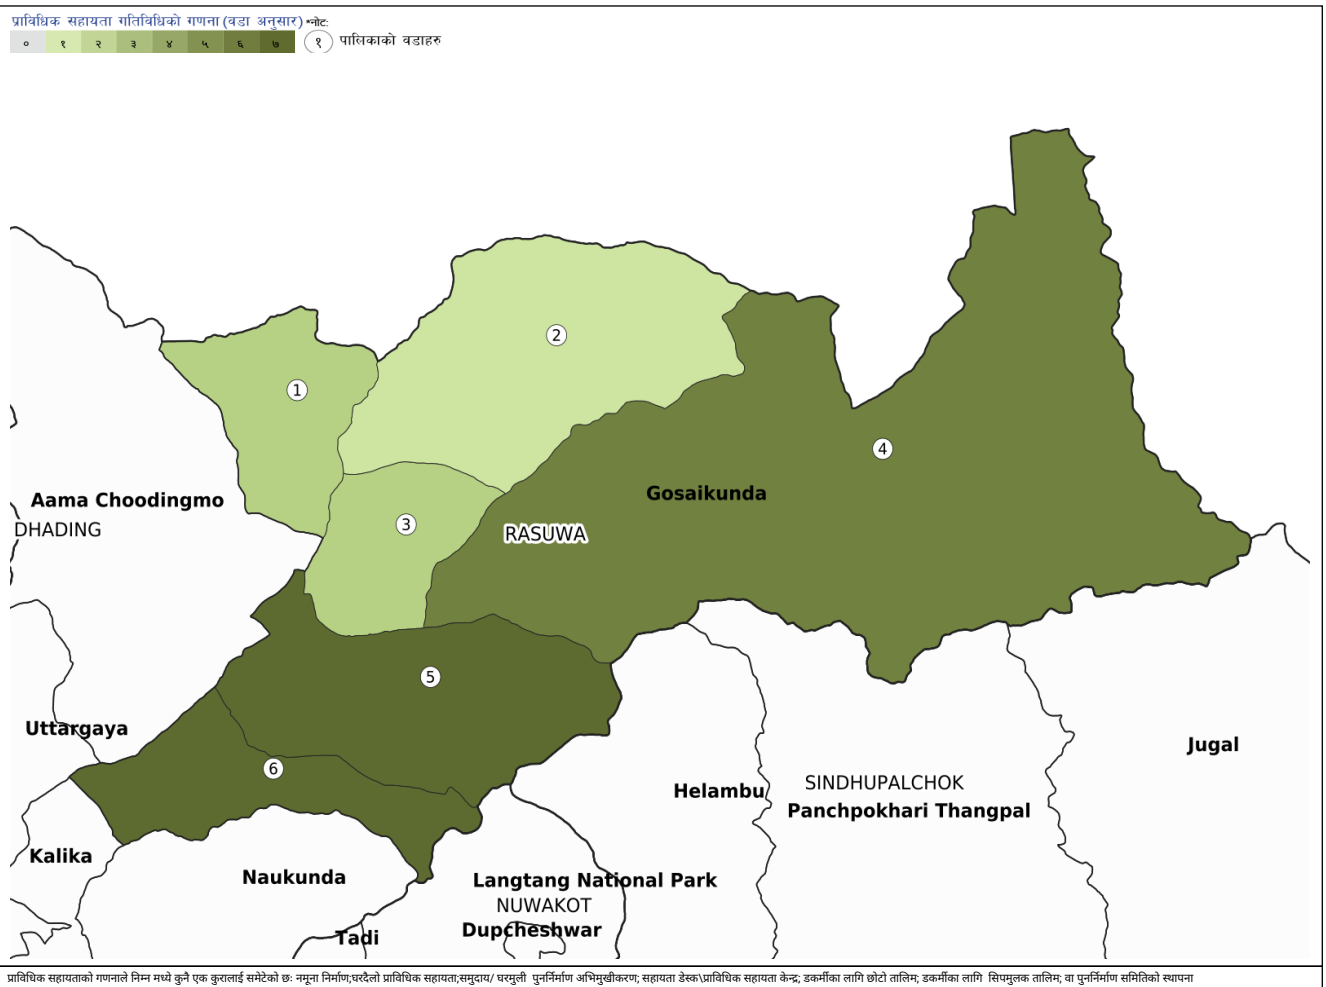 प्राविधिक सहायता गतिविधिको गणना (वडा अनुसार) *नोट:
० १ २ ३ ४ ५ ६ ७ १ पालिकाको वडाहरु
2
1
4
Gosaikunda
Aama Choodingmo
3
DHADING
RASUWA
5
Uttargaya
Jugal
6
SINDHUPALCHOK
Helambu
Panchpokhari Thangpal
Kalika
Naukunda
Langtang National Park
NUWAKOT
Dupcheshwar
Tadi
प्राविधिक सहायताको गणनाले निम्न मध्ये कुनै एक कुरालाई समेटेको छः नमूना निर्माण;घरदैलो प्राविधिक सहायता;समुदाय/ घरमुली पुनर्निर्माण अभिमुखीकरण; सहायता डेस्क\प्राविधिक सहायता केन्द्र; डकर्मीका लागि छोटो तालिम; डकर्मीका लागि सिपमुलक तालिम; वा पुनर्निर्माण समितिको स्थापना